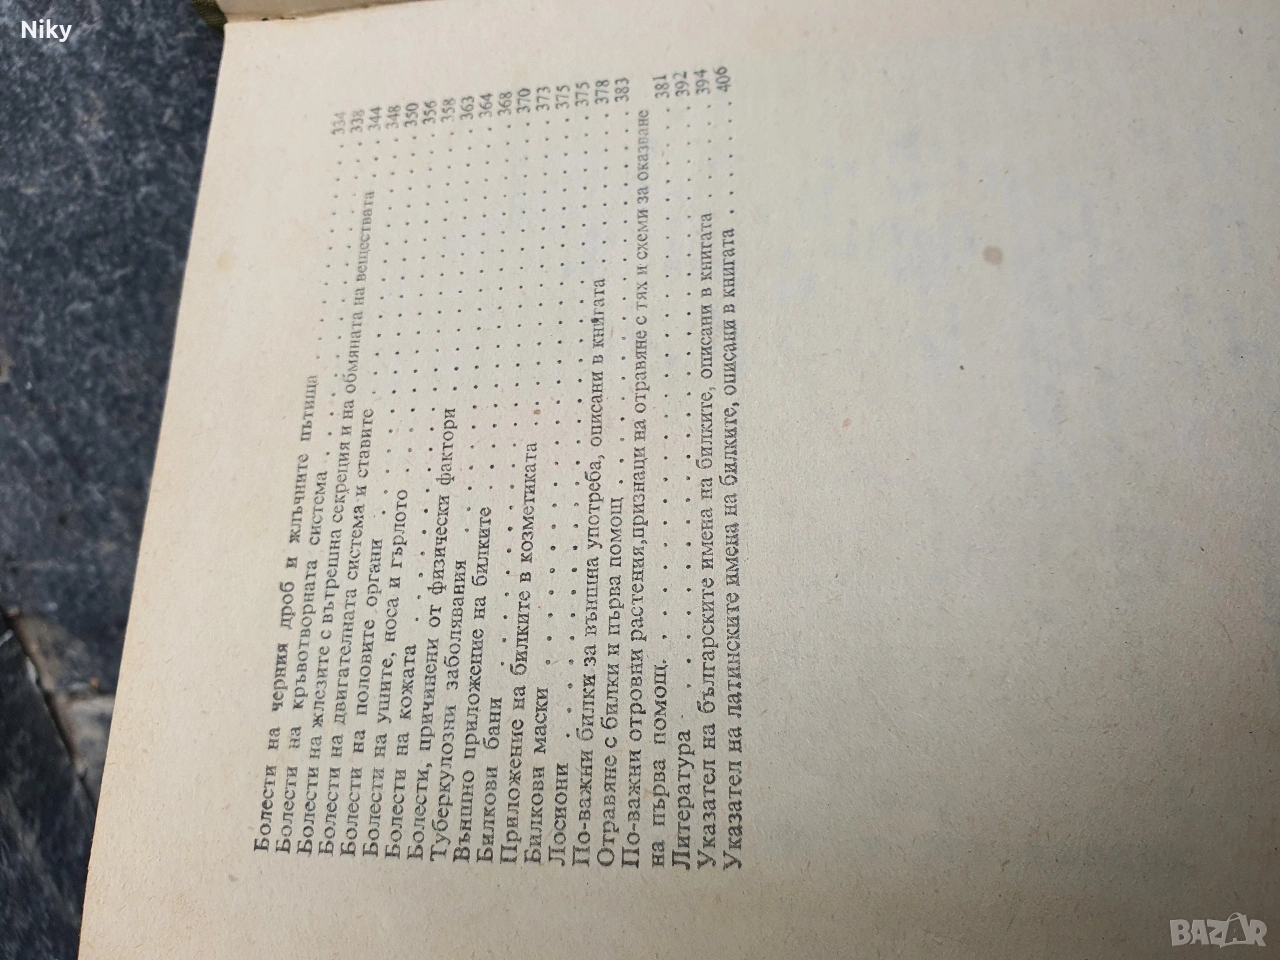 Niky
Болести на черния дроб и жлъчните пътища . . . . . . . . 334
Болести на кръвотворната система . . . . . . . . . . 338
Болести на жлезите с вътрешна секреция и на обмяната на веществата . . 344
Болести на двигателната система и ставите . . . . . . . . 348
Болести на половите органи . . . . . . . . . . . 350
Болести на ушите, носа и гърлото . . . . . . . . . . 356
Болести на кожата . . . . . . . . . . . . . 358
Болести, причинени от физически фактори . . . . . . . . 363
Туберкулозни заболявания . . . . . . . . . . . 364
Външно приложение на билките . . . . . . . . . . 368
Билкови бани . . . . . . . . . . . . . . 370
Приложение на билките в козметиката . . . . . . . . . 373
Билкови маски . . . . . . . . . . . . . . 375
Лосиони . . . . . . . . . . . . . . . 375
По-важни билки за външна употреба, описани в книгата . . . . . 378
Отравяне с билки и първа помощ . . . . . . . . . . 383
По-важни отровни растения, признаци на отравяне с тях и схеми за оказване
на първа помощ. . . . . . . . . . . . . . 381
Литература . . . . . . . . . . . . . . . 392
Указател на българските имена на билките, описани в книгата . . . . 394
Указател на латинските имена на билките, описани в книгата . . . . 406
BAZAR